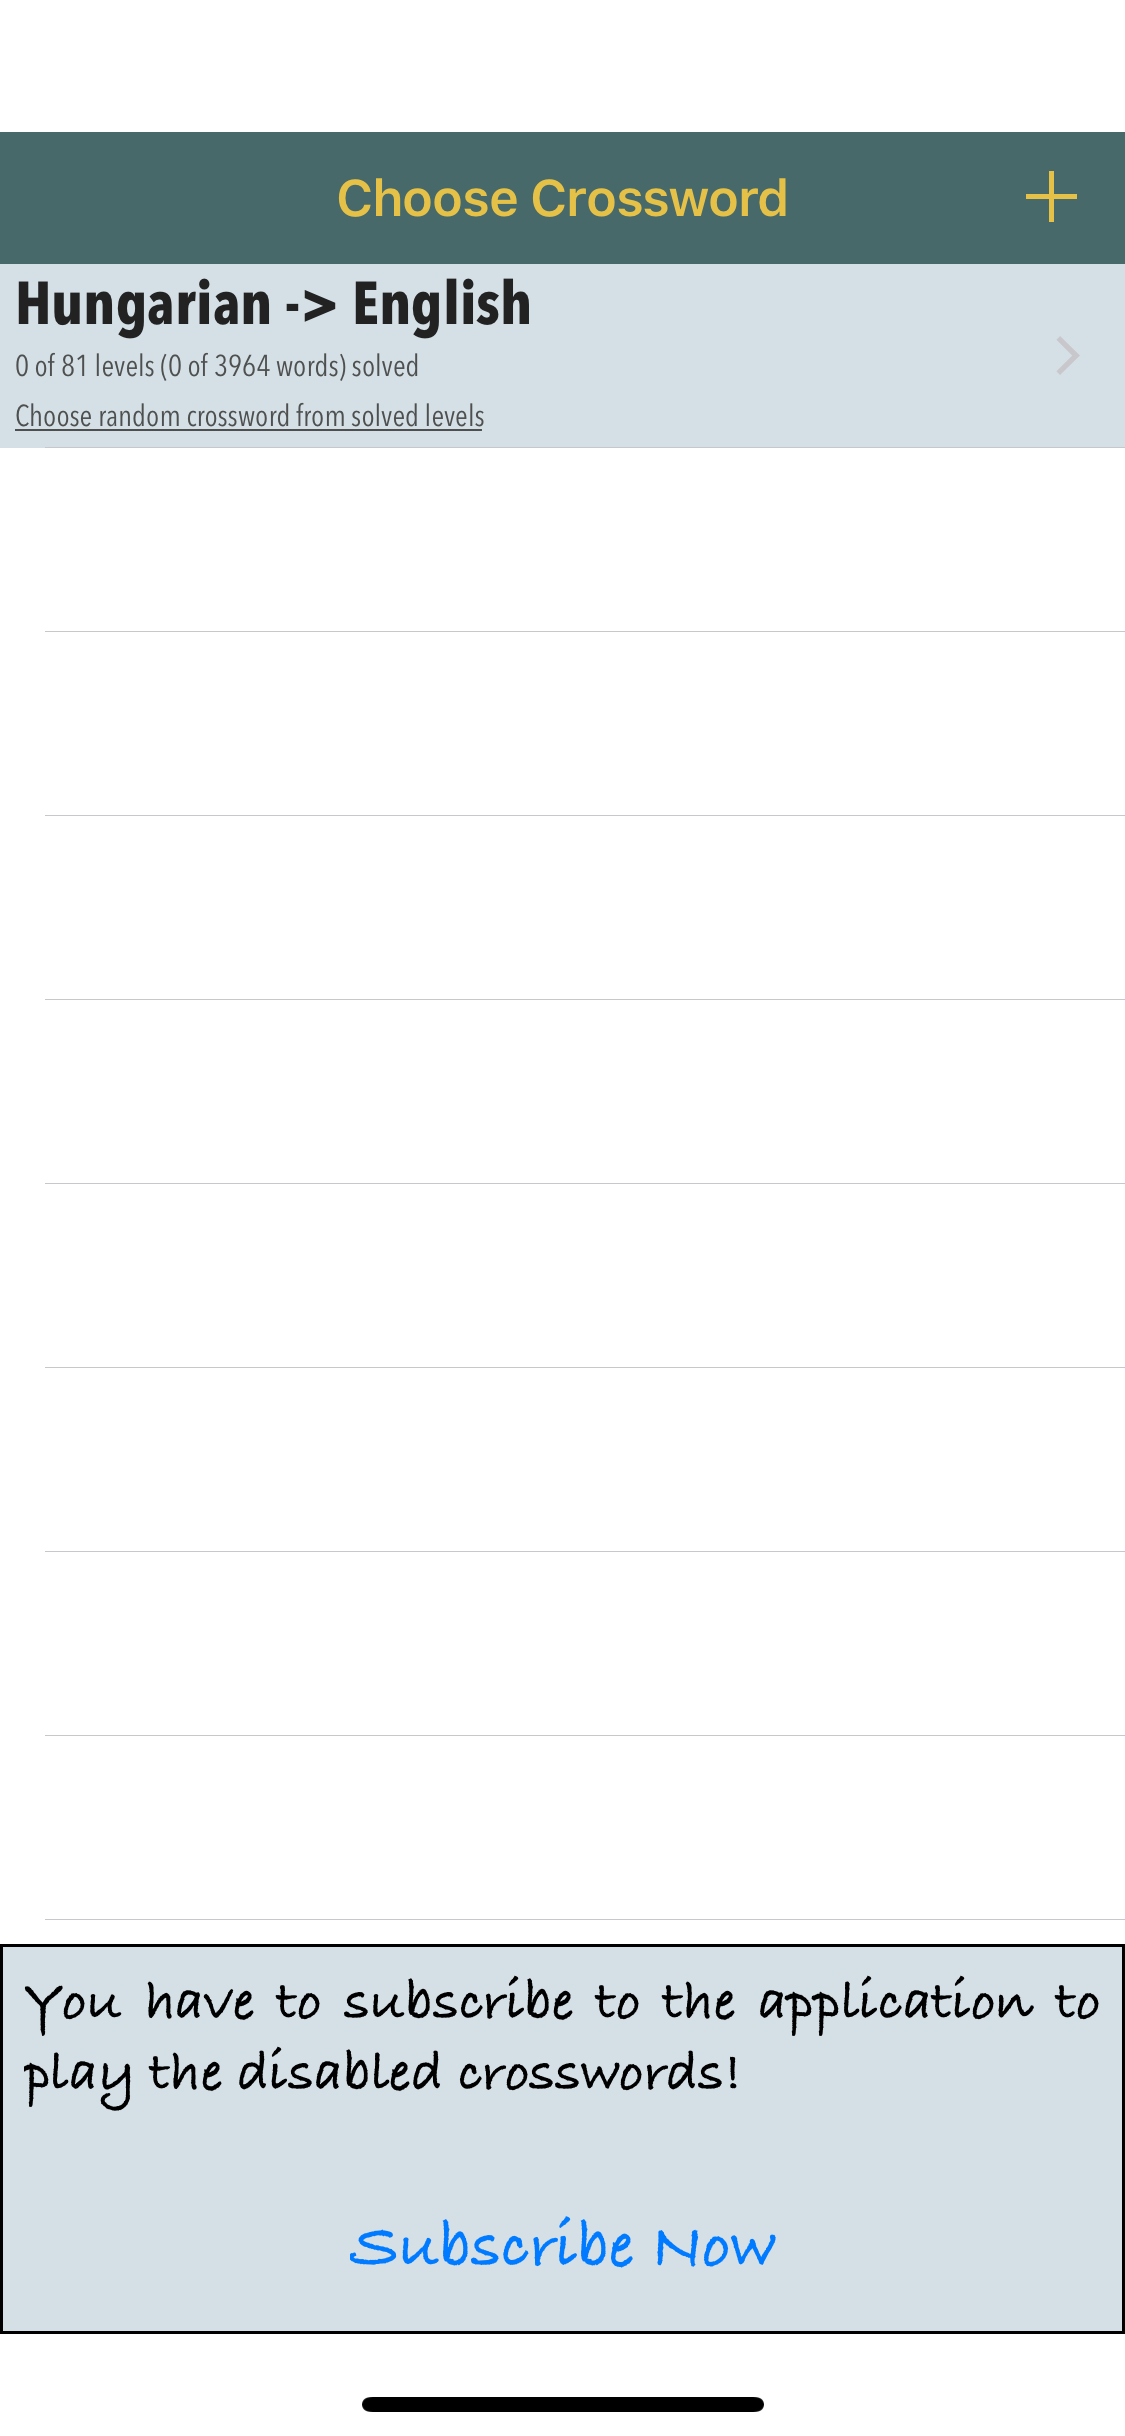 Choose Crossword
Hungarian -> English
0 of 81 levels (0 of 3964 words) solved
Choose random crossword from solved levels
You have to subscribe to the application to
play the disabled crosswords!
Subscribe Now